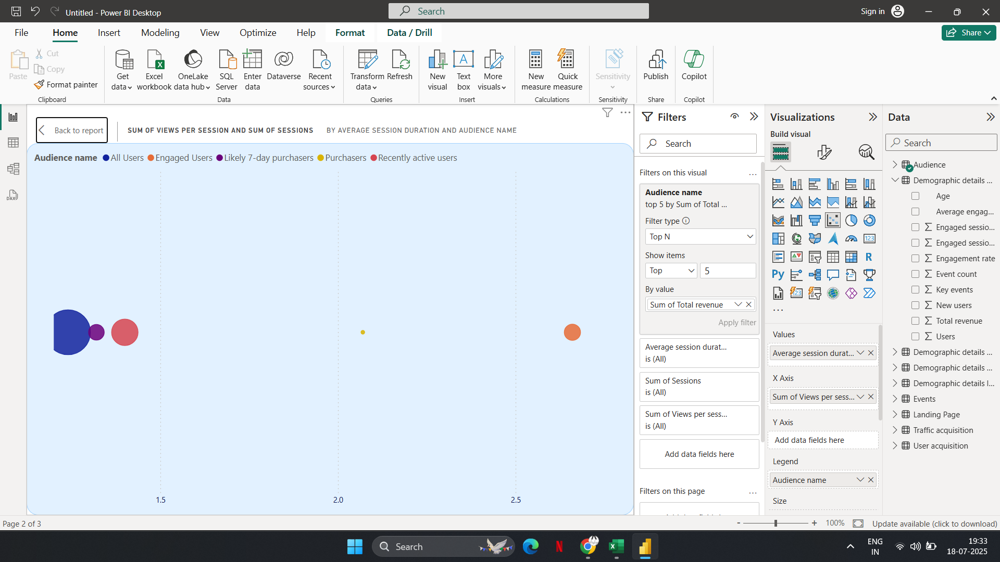 Untitled - Power BI Desktop
Search
Sign in
File Home Insert Modeling View Optimize Help Format Data / Drill
Share
Paste
Cut
Copy
Format painter
Clipboard
Get data
Excel workbook
OneLake data hub
SQL Server
Enter data
Dataverse
Recent sources
Data
Transform data
Refresh
Queries
New visual
Text box
More visuals
Insert
New measure
Quick measure
Calculations
Sensitivity
Sensitivity
Publish
Share
Copilot
Copilot
Back to report
SUM OF VIEWS PER SESSION AND SUM OF SESSIONS BY AVERAGE SESSION DURATION AND AUDIENCE NAME
Audience name All Users Engaged Users Likely 7-day purchasers Purchasers Recently active users
1.5 2.0 2.5
Filters
Search
Filters on this visual ...
Audience name
top 5 by Sum of Total ...
Filter type
Top N
Show items
Top 5
By value
Sum of Total revenue
Apply filter
Average session durat...
is (All)
Sum of Sessions
is (All)
Sum of Views per sess...
is (All)
Add data fields here
Filters on this page ...
Visualizations
Build visual
123
R
Py
123
...
Values
Average session durat...
X Axis
Sum of Views per sess...
Y Axis
Add data fields here
Legend
Audience name
Size
Data
Search
Audience
Demographic details ...
Age
Average engag...
Engaged sessio...
Engaged sessio...
Engagement rate
Event count
Key events
New users
Total revenue
Users
Demographic details ...
Demographic details ...
Demographic details l...
Events
Landing Page
Traffic acquisition
User acquisition
DAX
Page 2 of 3
- + 100%
Update available (click to download)
Search
ENG
IN
19:33
18-07-2025